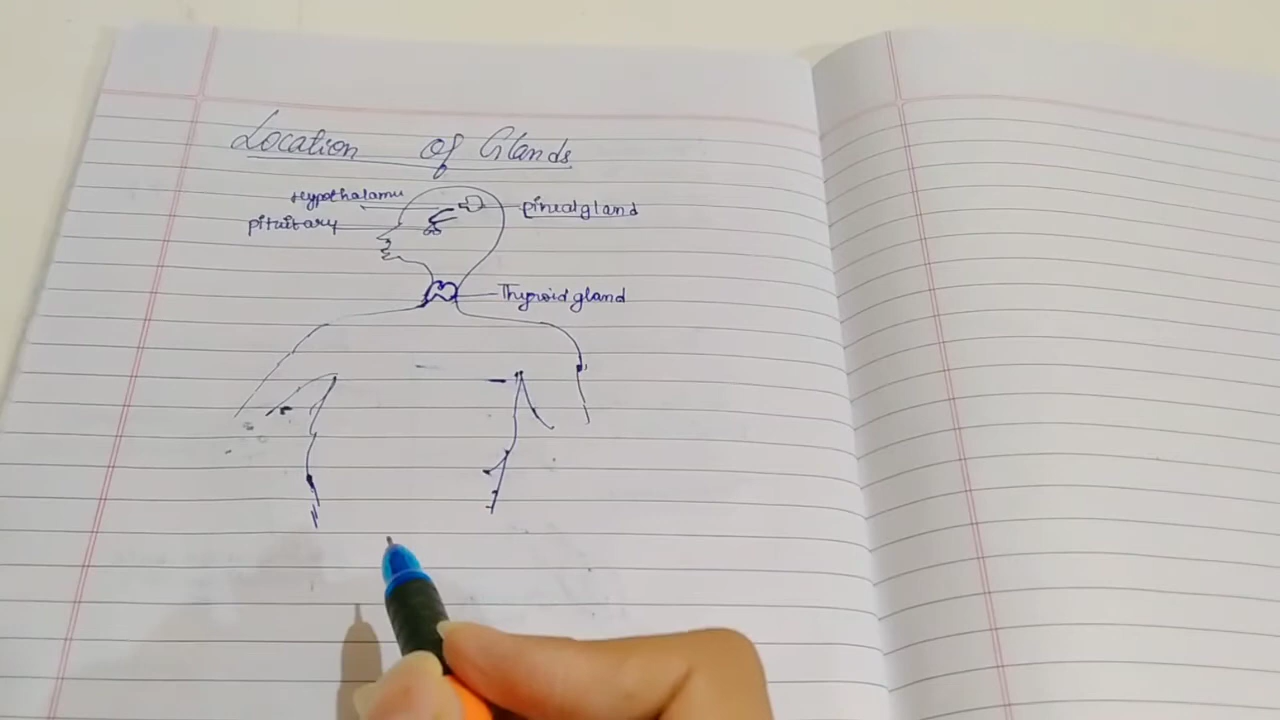 Location of Glands
Hypothalamu
pituitary
pineal gland
Thyroid gland